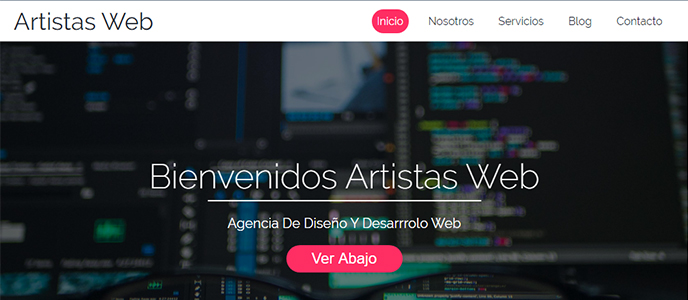 Artistas Web
Inicio Nosotros Servicios Blog Contacto
Bienvenidos Artistas Web
Agencia De Diseño Y Desarrrolo Web
Ver Abajo